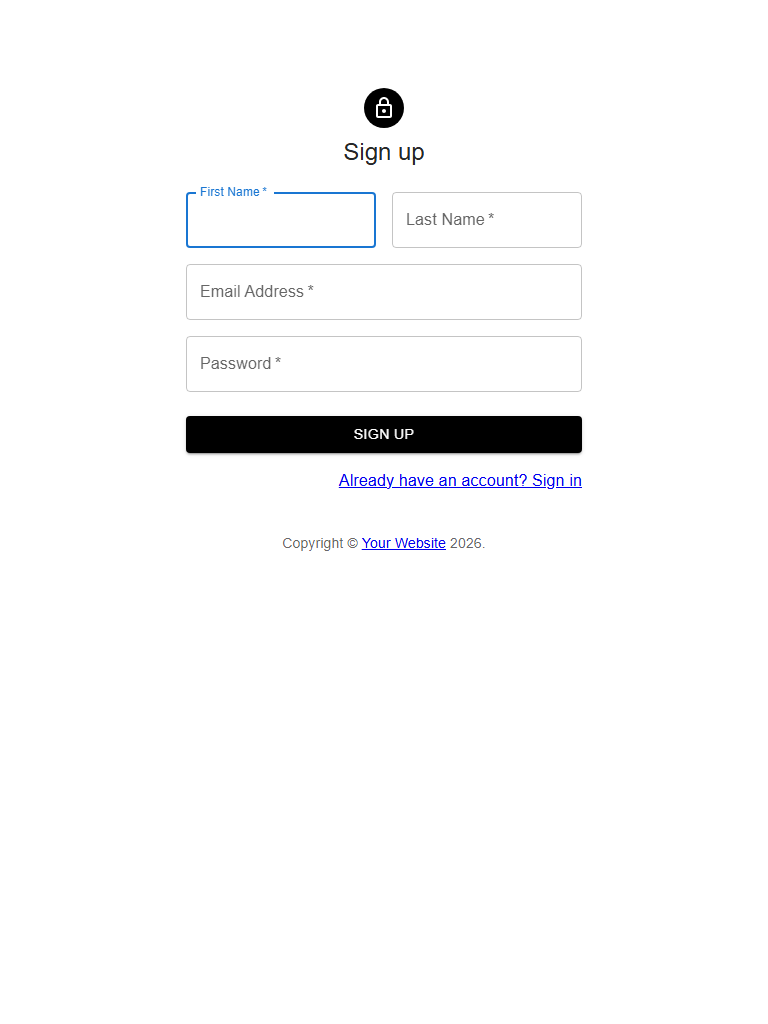 Sign up
First Name *
Last Name *
Email Address *
Password *
SIGN UP
Already have an account? Sign in
Copyright © Your Website 2026.